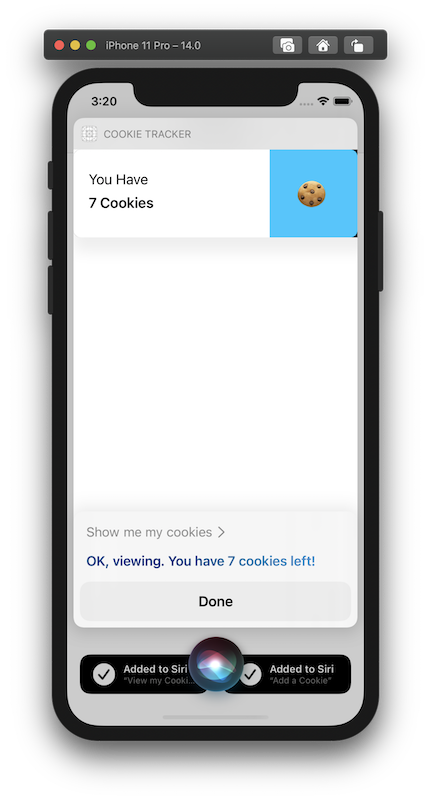 iPhone 11 Pro – 14.0
3:20
COOKIE TRACKER
You Have
7 Cookies
Show me my cookies
OK, viewing. You have 7 cookies left!
Done
Added to Siri
"View my Cooki...
Added to Siri
"Add a Cookie"